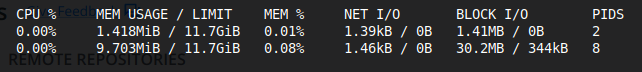 CPU % MEM USAGE / LIMIT MEM % NET I/O BLOCK I/O PIDS
0.00% 1.418MiB / 11.7GiB 0.01% 1.39kB / 0B 1.41MB / 0B 2
0.00% 9.703MiB / 11.7GiB 0.08% 1.46kB / 0B 30.2MB / 344kB 8
REMOTE REPOSITORIES